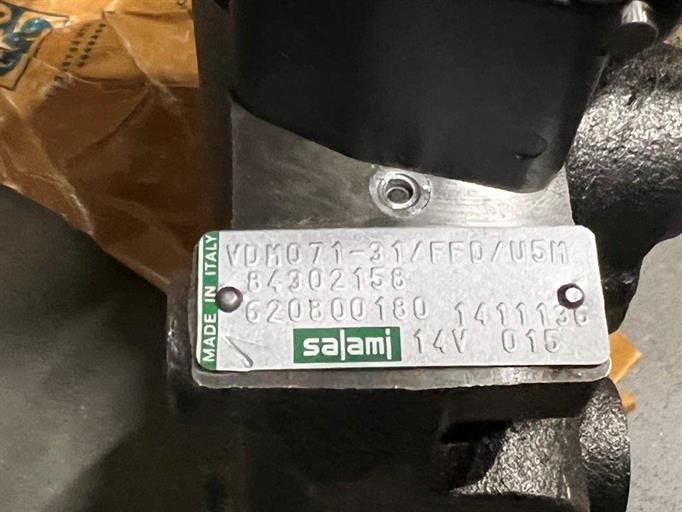 MADE IN ITALY
VDM071-31/FFD/U5M
84302158
620800180 1411136
salami 14V 015